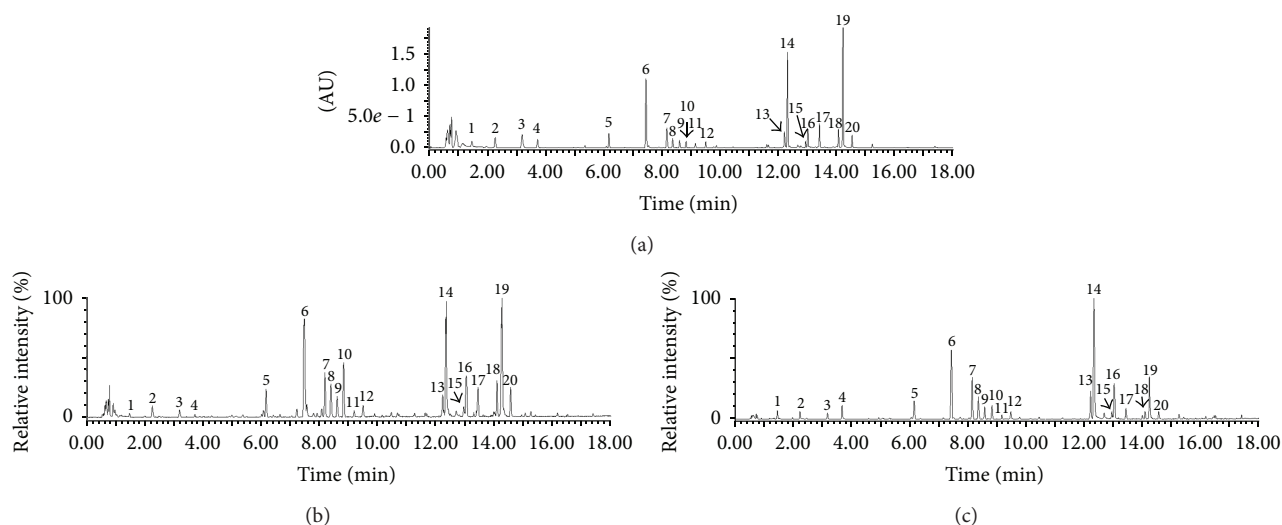 19
14
6
13
15
16
17
18
20
10
9
11
12
7
8
5
1
2
3
4
(AU)
1.5
1.0
5.0e − 1
0.0
0.00 2.00 4.00 6.00 8.00 10.00 12.00 14.00 16.00 18.00
Time (min)
(a)
Relative intensity (%)
100
0
1 2 3 4 5 6 7 8 9 10 11 12 13 14 15 16 17 18 19 20
0.00 2.00 4.00 6.00 8.00 10.00 12.00 14.00 16.00 18.00
Time (min)
(b)
Relative intensity (%)
100
0
1 2 3 4 5 6 7 8 9 10 11 12 13 14 15 16 17 18 19 20
0.00 2.00 4.00 6.00 8.00 10.00 12.00 14.00 16.00 18.00
Time (min)
(c)